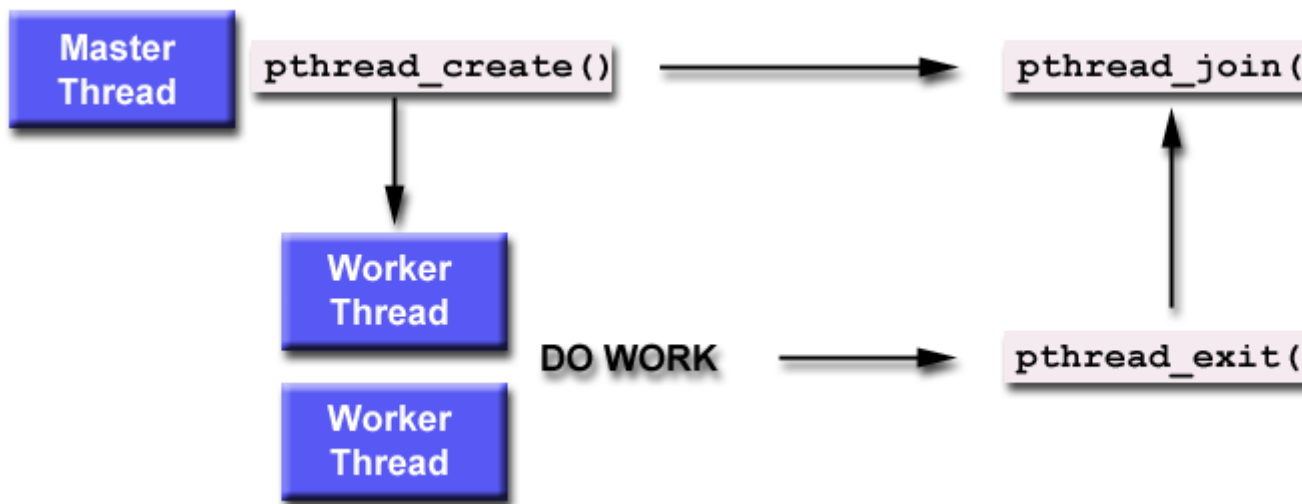 Master
Thread
pthread_create()
pthread_join(
Worker
Thread
DO WORK
pthread_exit(
Worker
Thread